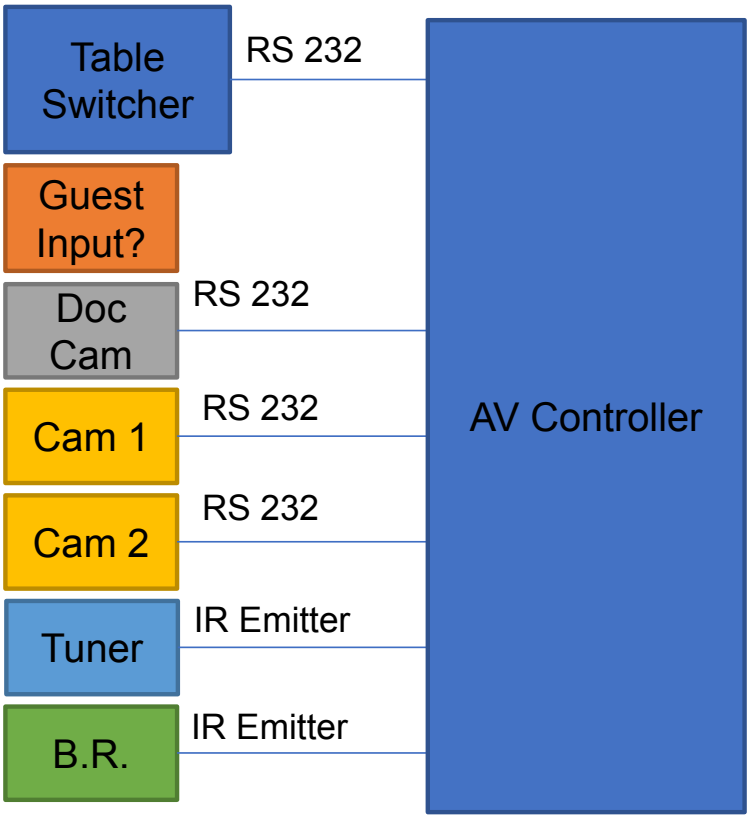 Table
Switcher
RS 232
Guest
Input?
Doc
Cam
RS 232
Cam 1
RS 232
AV Controller
Cam 2
RS 232
Tuner
IR Emitter
B.R.
IR Emitter